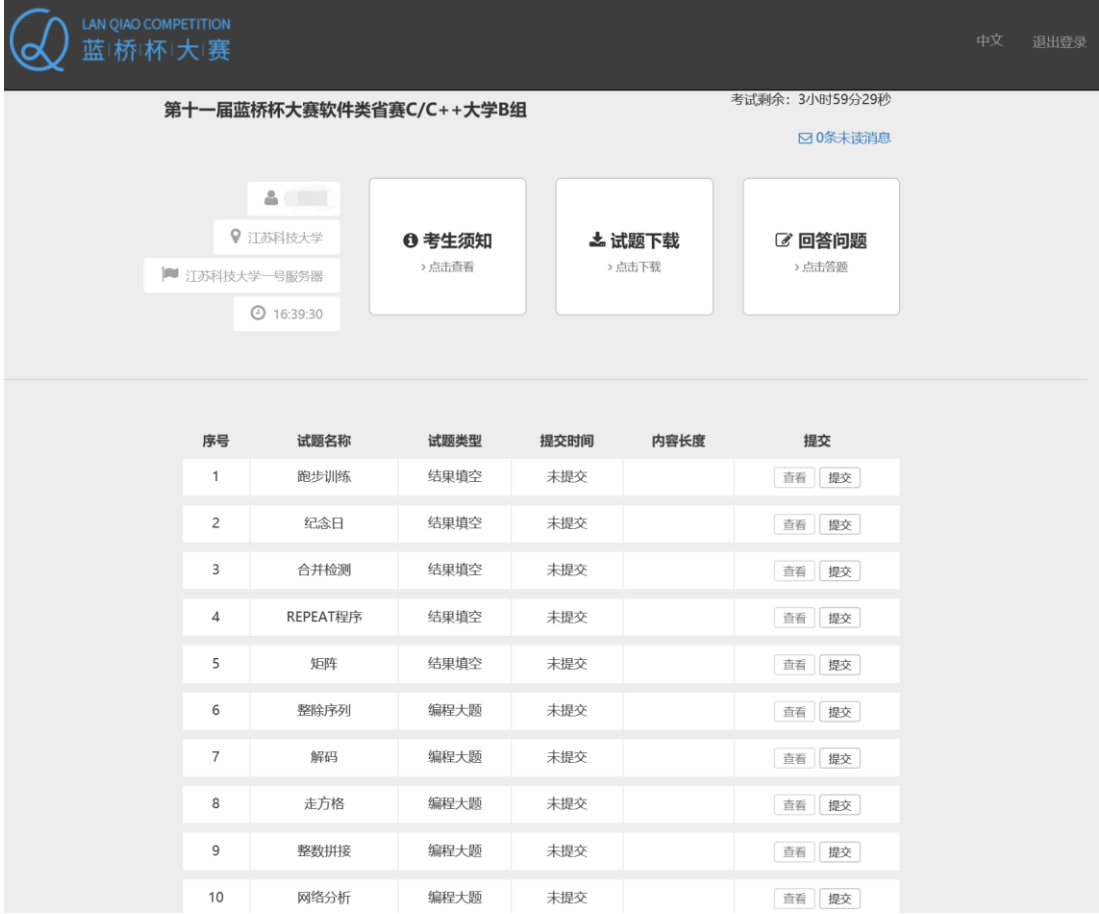 LAN QIAO COMPETITION
蓝桥杯大赛
中文 退出登录
第十一届蓝桥杯大赛软件类省赛C/C++大学B组
考试剩余：3小时59分29秒
0条未读消息
江苏科技大学
江苏科技大学一号服务器
16:39:30
考生须知
> 点击查看
试题下载
> 点击下载
回答问题
> 点击答题
序号 试题名称 试题类型 提交时间 内容长度 提交
1 跑步训练 结果填空 未提交 查看 提交
2 纪念日 结果填空 未提交 查看 提交
3 合并检测 结果填空 未提交 查看 提交
4 REPEAT程序 结果填空 未提交 查看 提交
5 矩阵 结果填空 未提交 查看 提交
6 整除序列 编程大题 未提交 查看 提交
7 解码 编程大题 未提交 查看 提交
8 走方格 编程大题 未提交 查看 提交
9 整数拼接 编程大题 未提交 查看 提交
10 网络分析 编程大题 未提交 查看 提交